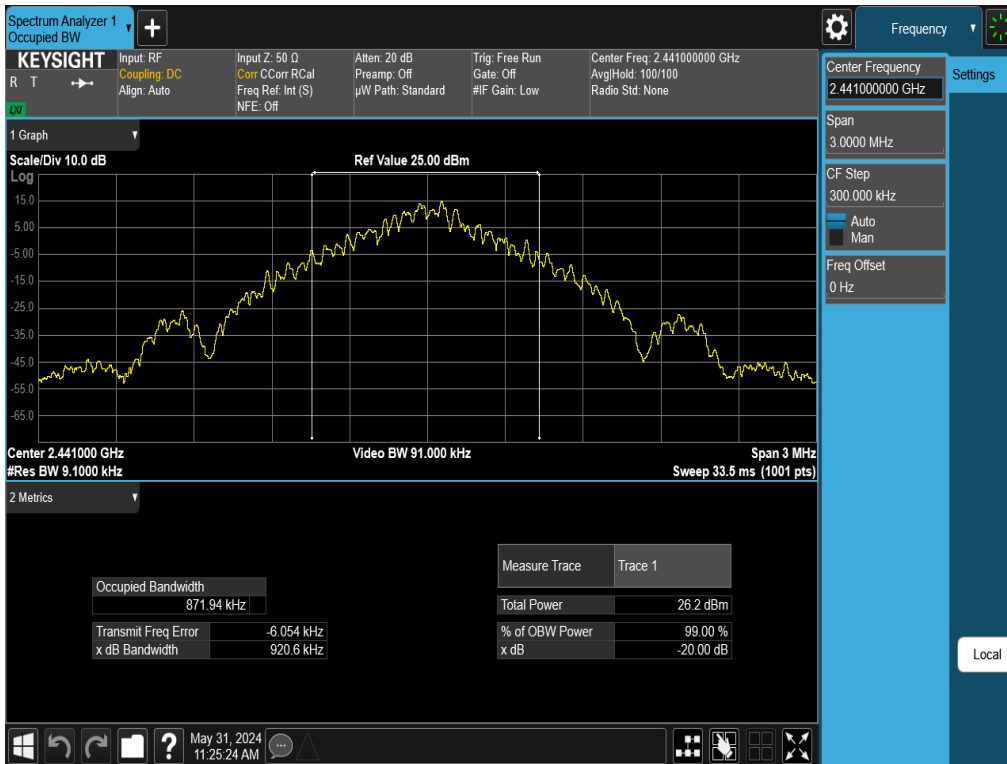 Spectrum Analyzer 1
Occupied BW
Frequency
KEYSIGHT
R T
LXI
Input: RF
Coupling: DC
Align: Auto
Input Z: 50 Ω
Corr CCorr RCal
Freq Ref: Int (S)
NFE: Off
Atten: 20 dB
Preamp: Off
µW Path: Standard
Trig: Free Run
Gate: Off
#IF Gain: Low
Center Freq: 2.441000000 GHz
Avg|Hold: 100/100
Radio Std: None
Center Frequency
2.441000000 GHz
Settings
Span
3.0000 MHz
CF Step
300.000 kHz
Auto
Man
Freq Offset
0 Hz
Local
1 Graph
Scale/Div 10.0 dB
Ref Value 25.00 dBm
Log
15.0
5.00
-5.00
-15.0
-25.0
-35.0
-45.0
-55.0
-65.0
Center 2.441000 GHz
Video BW 91.000 kHz
Span 3 MHz
#Res BW 9.1000 kHz
Sweep 33.5 ms (1001 pts)
2 Metrics
Occupied Bandwidth
871.94 kHz
Transmit Freq Error -6.054 kHz
x dB Bandwidth 920.6 kHz
Measure Trace Trace 1
Total Power 26.2 dBm
% of OBW Power 99.00 %
x dB -20.00 dB
May 31, 2024
11:25:24 AM